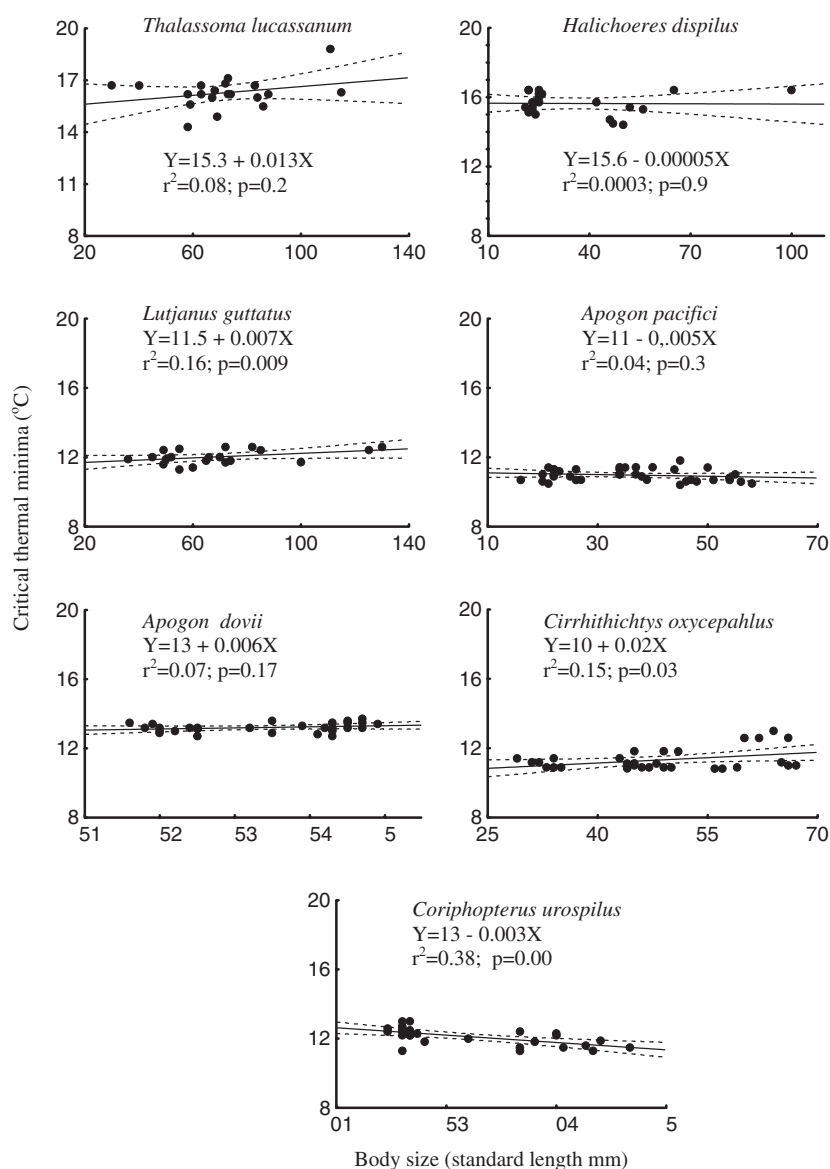 Thalassoma lucassanum
20
17
14
11
8
Y=15.3 + 0.013X
r²=0.08; p=0.2
20 60 100 140
Halichoeres dispilus
20
18
16
14
12
10
8
Y=15.6 - 0.00005X
r²=0.0003; p=0.9
10 40 70 100
Lutjanus guttatus
Y=11.5 + 0.007X
r²=0.16; p=0.009
20
16
12
8
20 60 100 140
Apogon pacifici
Y=11 - 0,.005X
r²=0.04; p=0.3
20
16
12
8
10 30 50 70
Critical thermal minima (°C)
Apogon dovii
Y=13 + 0.006X
r²=0.07; p=0.17
20
16
12
8
51 52 53 54 5
Cirrhithichtys oxycepahlus
Y=10 + 0.02X
r²=0.15; p=0.03
20
16
12
8
25 40 55 70
Coriphopterus urospilus
Y=13 - 0.003X
r²=0.38; p=0.00
20
16
12
8
01 53 04 5
Body size (standard length mm)